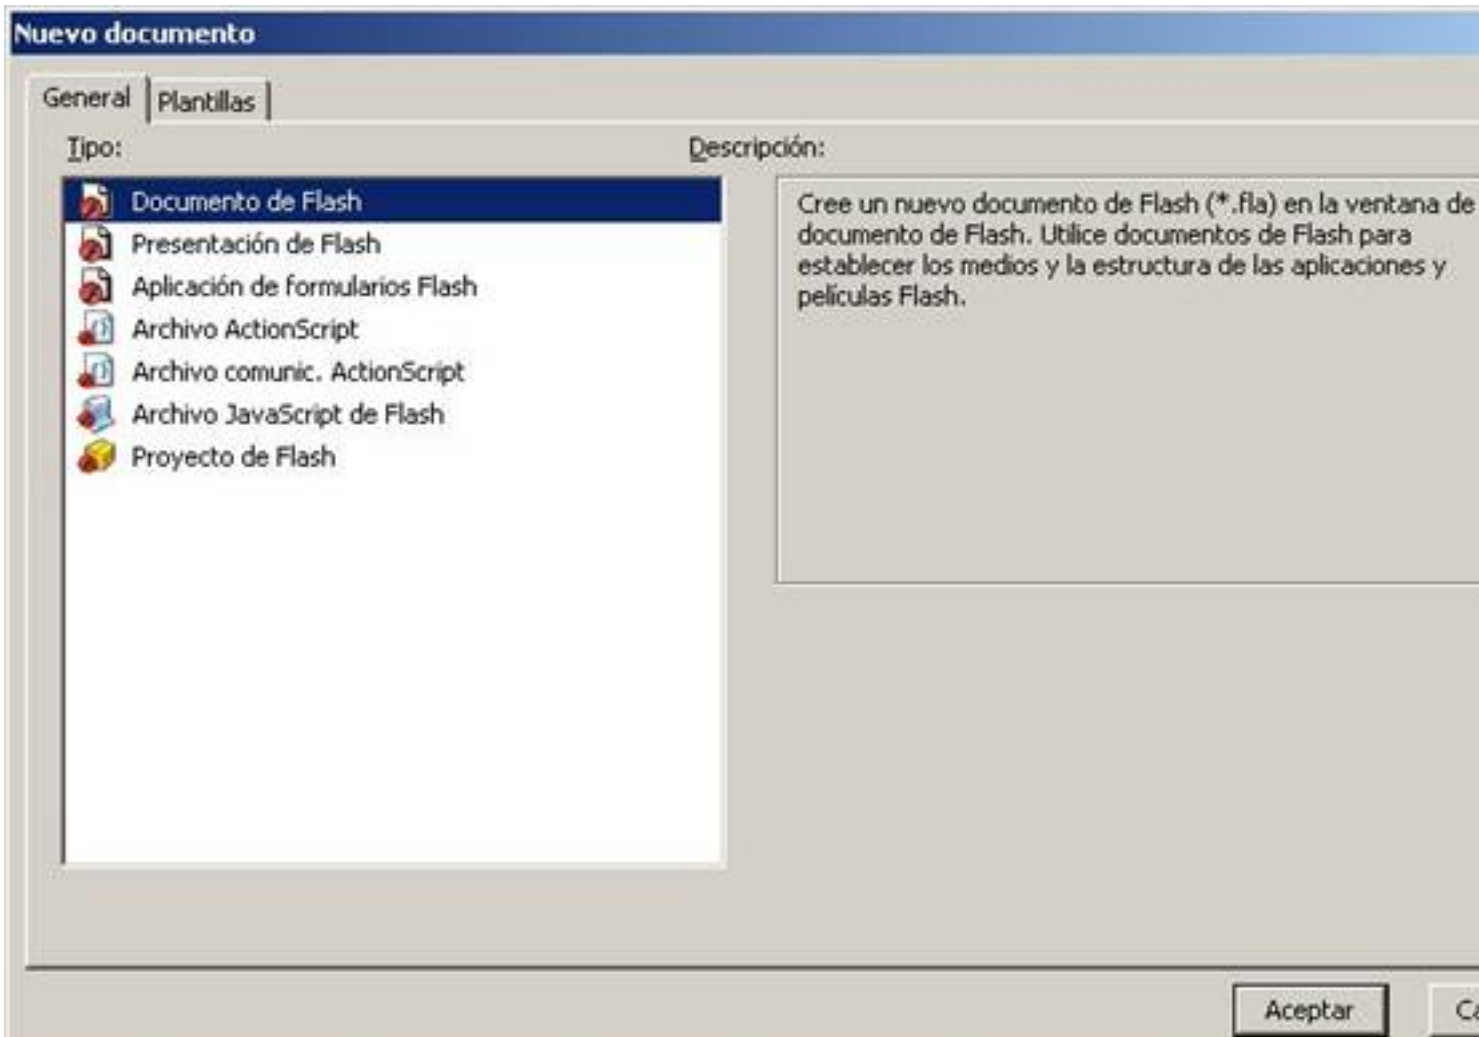 Nuevo documento
General
Plantillas
Tipo:
Descripción:
Documento de Flash
Presentación de Flash
Aplicación de formularios Flash
Archivo ActionScript
Archivo comunic. ActionScript
Archivo JavaScript de Flash
Proyecto de Flash
Cree un nuevo documento de Flash (*.fla) en la ventana de
documento de Flash. Utilice documentos de Flash para
establecer los medios y la estructura de las aplicaciones y
películas Flash.
Aceptar